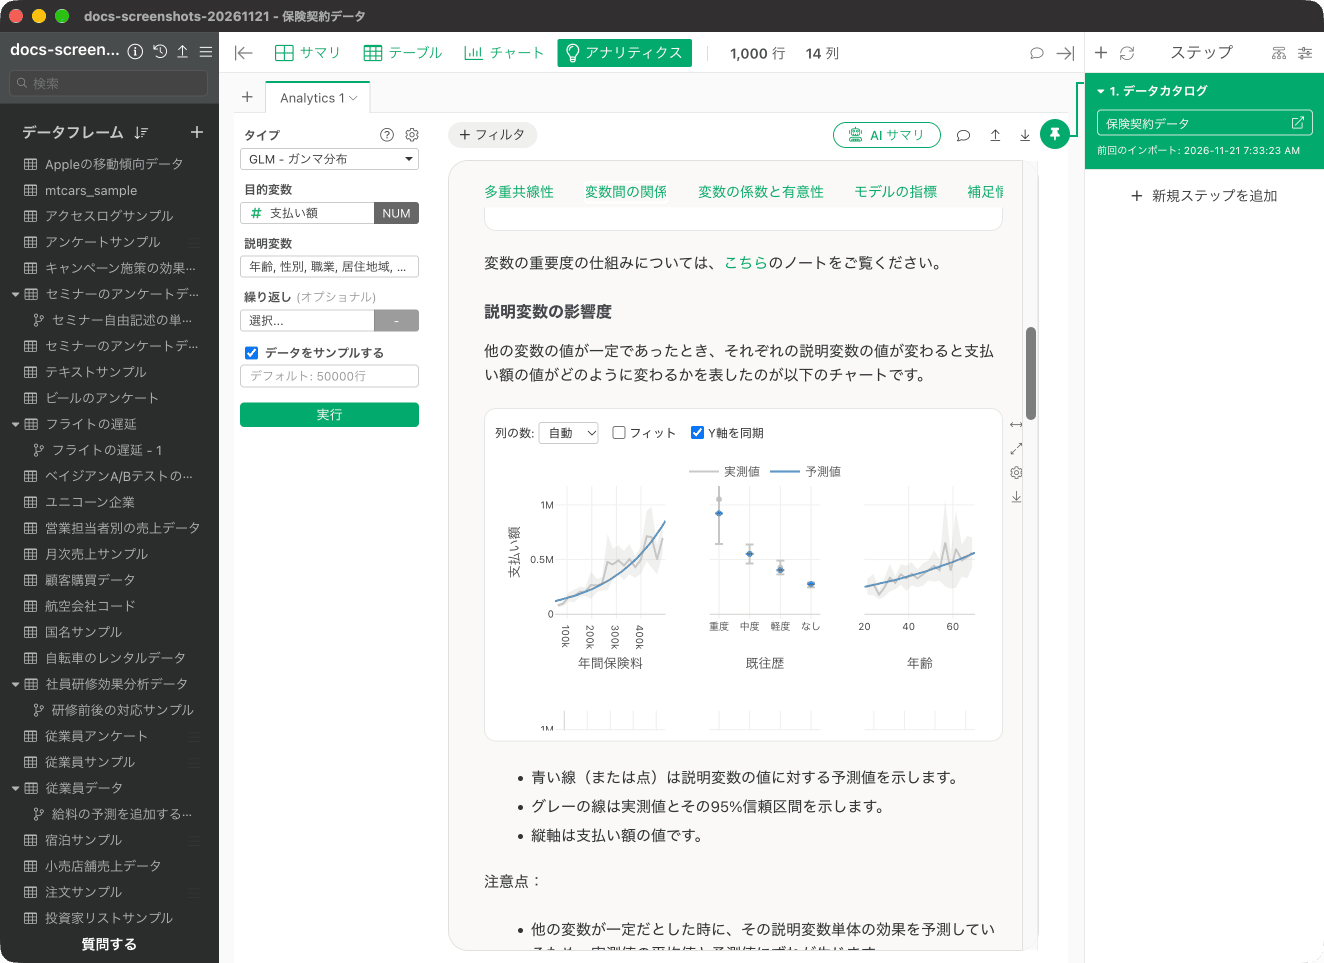 docs-screenshots-20261121 - 保険契約データ
docs-screen...
検索
データフレーム
Appleの移動傾向データ
mtcars_sample
アクセスログサンプル
アンケートサンプル
キャンペーン施策の効果…
セミナーのアンケートデ…
セミナー自由記述の単…
セミナーのアンケートデ…
テキストサンプル
ビールのアンケート
フライトの遅延
フライトの遅延 - 1
ベイジアンA/Bテストの…
ユニコーン企業
営業担当者別の売上データ
月次売上サンプル
顧客購買データ
航空会社コード
国名サンプル
自転車のレンタルデータ
社員研修効果分析データ
研修前後の対応サンプル
従業員アンケート
従業員サンプル
従業員データ
給料の予測を追加する…
宿泊サンプル
小売店舗売上データ
注文サンプル
投資家リストサンプル
質問する
サマリ
テーブル
チャート
アナリティクス
1,000 行
14 列
Analytics 1
タイプ
GLM - ガンマ分布
目的変数
# 支払い額
NUM
説明変数
年齢, 性別, 職業, 居住地域, ...
繰り返し (オプショナル)
選択...
-
データをサンプルする
デフォルト: 50000行
実行
+ フィルタ
AI サマリ
多重共線性
変数間の関係
変数の係数と有意性
モデルの指標
変数の重要度の仕組みについては、こちらのノートをご覧ください。
説明変数の影響度
他の変数の値が一定であったとき、それぞれの説明変数の値が変わると支払
い額の値がどのように変わるかを表したのが以下のチャートです。
列の数:
自動
フィット
Y軸を同期
実測値
予測値
支払い額
1M
0.5M
0
100k
200k
300k
400k
年間保険料
重度
中度
軽度
なし
既往歴
20
40
60
年齢
1M
• 青い線（または点）は説明変数の値に対する予測値を示します。
• グレーの線は実測値とその95%信頼区間を示します。
• 縦軸は支払い額の値です。
注意点：
• 他の変数が一定だとした時に、その説明変数単体の効果を予測してい
ステップ
1. データカタログ
保険契約データ
前回のインポート: 2026-11-21 7:33:23 AM
+ 新規ステップを追加